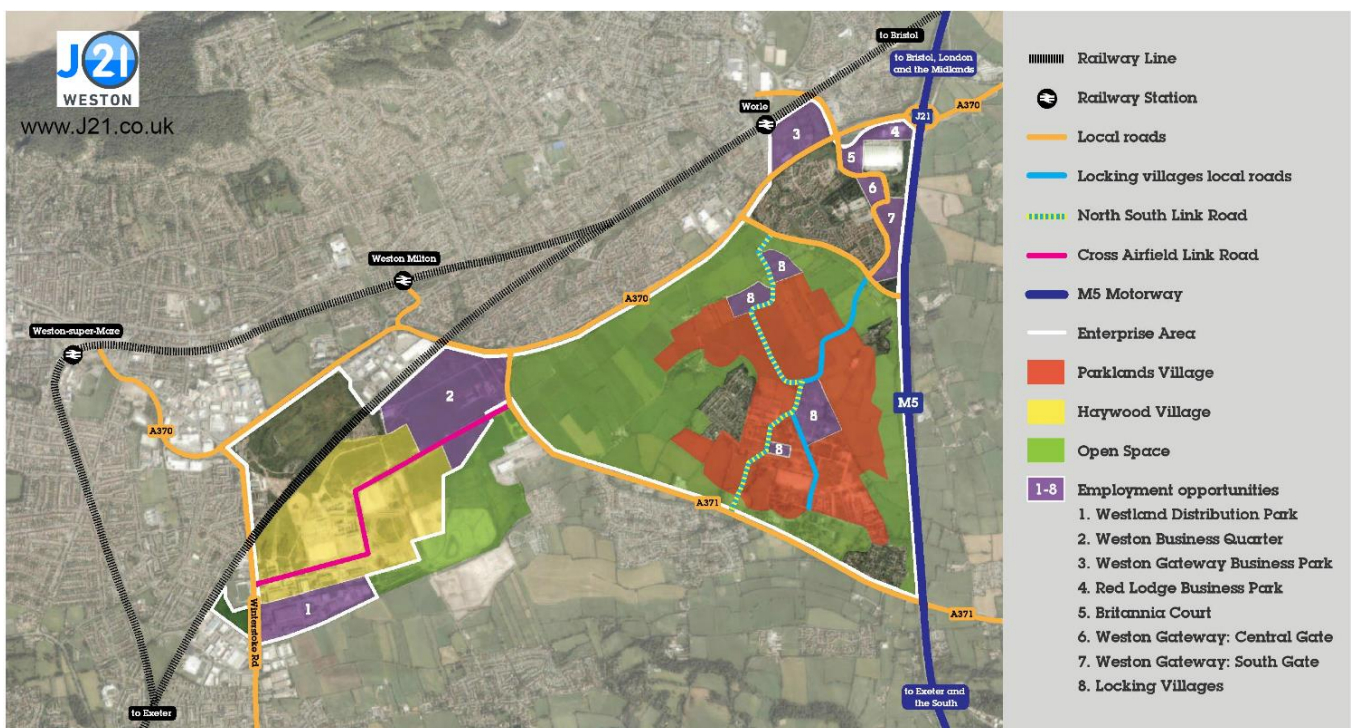 J21
WESTON
www.J21.co.uk
to Bristol
to Bristol, London
and the Midlands
Worle
J21
A370
3
4
5
6
7
Weston Milton
8
8
A370
Weston-super-Mare
M5
2
8
A370
8
A371
1
Winterstoke Rd
A371
to Exeter
to Exeter and
the South
Railway Line
Railway Station
Local roads
Locking villages local roads
North South Link Road
Cross Airfield Link Road
M5 Motorway
Enterprise Area
Parklands Village
Haywood Village
Open Space
1-8 Employment opportunities
1. Westland Distribution Park
2. Weston Business Quarter
3. Weston Gateway Business Park
4. Red Lodge Business Park
5. Britannia Court
6. Weston Gateway: Central Gate
7. Weston Gateway: South Gate
8. Locking Villages